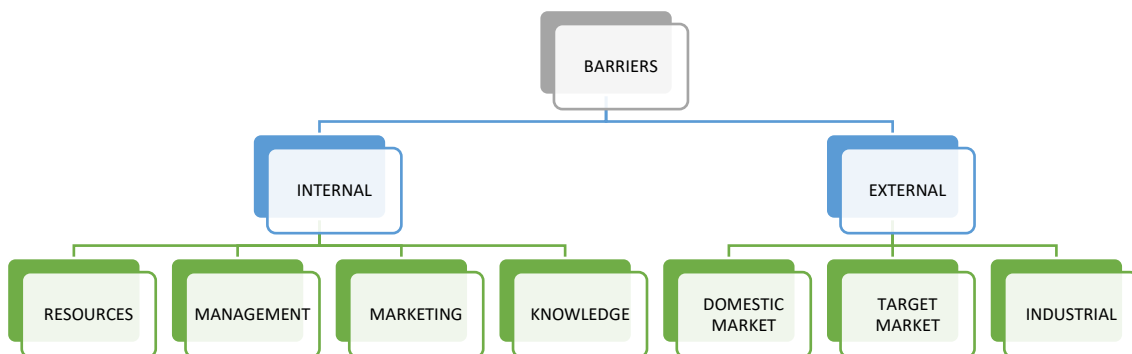 BARRIERS
INTERNAL
EXTERNAL
RESOURCES
MANAGEMENT
MARKETING
KNOWLEDGE
DOMESTIC
MARKET
TARGET
MARKET
INDUSTRIAL